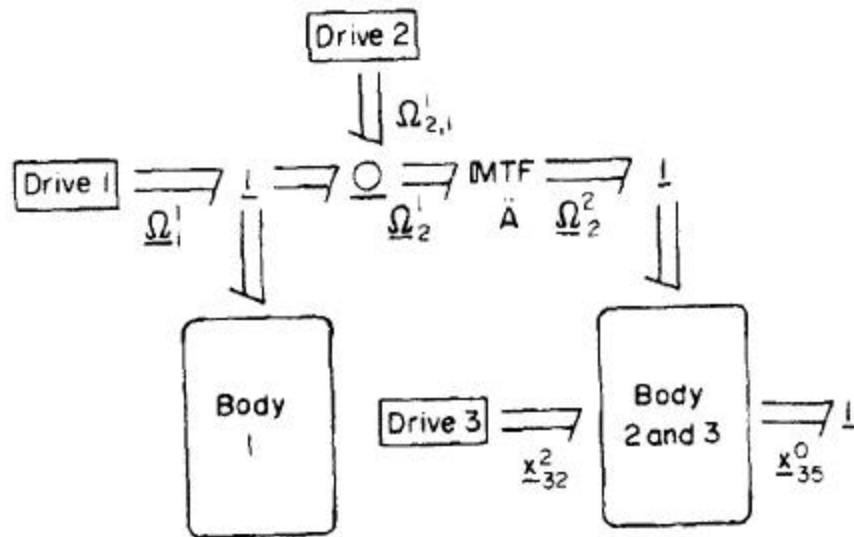 Drive 2
Ω¹₂,₁
Drive 1 1 O MTF 1
Ω¹₁ Ω¹₂ Ä Ω²₂
Body
1
Drive 3
Body
2 and 3
1
x²₃₂ x⁰₃₅